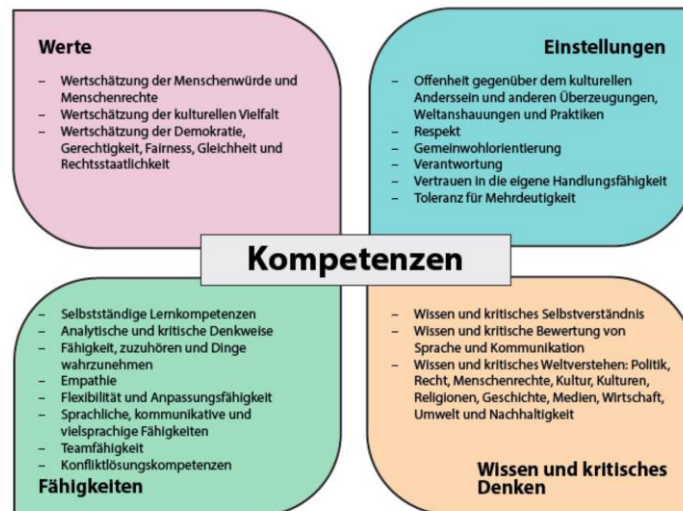 Werte
– Wertschätzung der Menschenwürde und
Menschenrechte
– Wertschätzung der kulturellen Vielfalt
– Wertschätzung der Demokratie,
Gerechtigkeit, Fairness, Gleichheit und
Rechtsstaatlichkeit
Einstellungen
– Offenheit gegenüber dem kulturellen
Anderssein und anderen Überzeugungen,
Weltanshauungen und Praktiken
– Respekt
– Gemeinwohlorientierung
– Verantwortung
– Vertrauen in die eigene Handlungsfähigkeit
– Toleranz für Mehrdeutigkeit
Kompetenzen
– Selbstständige Lernkompetenzen
– Analytische und kritische Denkweise
– Fähigkeit, zuzuhören und Dinge
wahrzunehmen
– Empathie
– Flexibilität und Anpassungsfähigkeit
– Sprachliche, kommunikative und
vielsprachige Fähigkeiten
– Teamfähigkeit
– Konfliktlösungskompetenzen
Fähigkeiten
– Wissen und kritisches Selbstverständnis
– Wissen und kritische Bewertung von
Sprache und Kommunikation
– Wissen und kritisches Weltverstehen: Politik,
Recht, Menschenrechte, Kultur, Kulturen,
Religionen, Geschichte, Medien, Wirtschaft,
Umwelt und Nachhaltigkeit
Wissen und kritisches
Denken